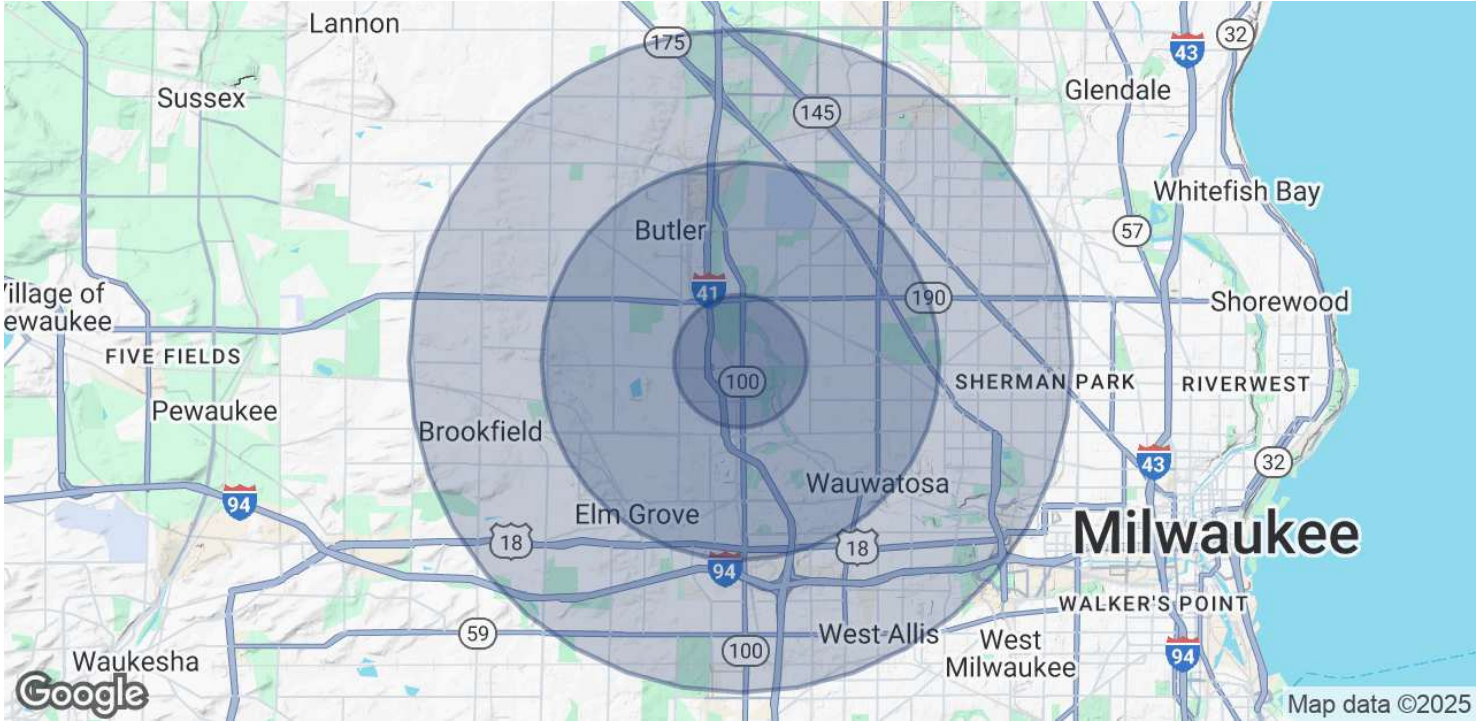 Lannon
175
43
32
Sussex
145
Glendale
Whitefish Bay
Butler
57
41
190
Shorewood
Village of
ewaukee
FIVE FIELDS
100
SHERMAN PARK
RIVERWEST
Pewaukee
Brookfield
43
32
Wauwatosa
94
Elm Grove
18
18
Milwaukee
94
WALKER'S POINT
59
West Allis
West
Milwaukee
100
94
Waukesha
Google
Map data ©2025